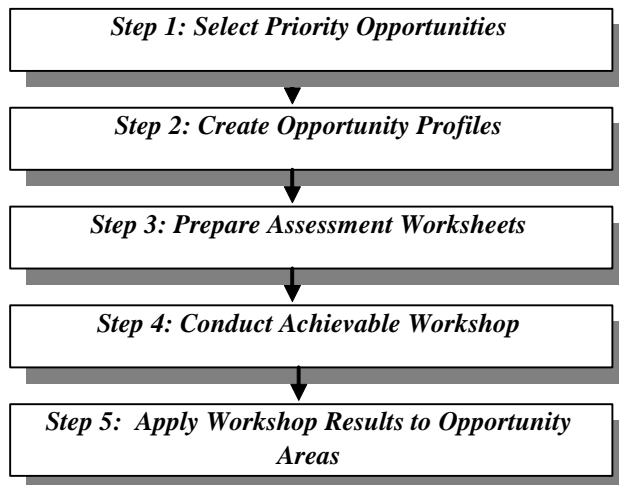 Step 1: Select Priority Opportunities
Step 2: Create Opportunity Profiles
Step 3: Prepare Assessment Worksheets
Step 4: Conduct Achievable Workshop
Step 5:  Apply Workshop Results to Opportunity
Areas